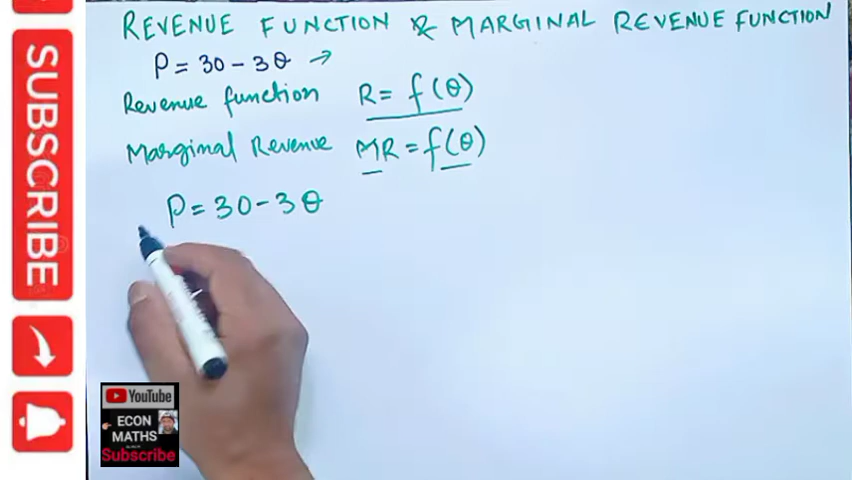 REVENUE FUNCTION & MARGINAL REVENUE FUNCTION
P = 30 - 3θ →
Revenue function R = f(θ)
Marginal Revenue MR = f(θ)
P = 30 - 3θ
SUBSCRIBE
YouTube
ECON
MATHS
Subscribe